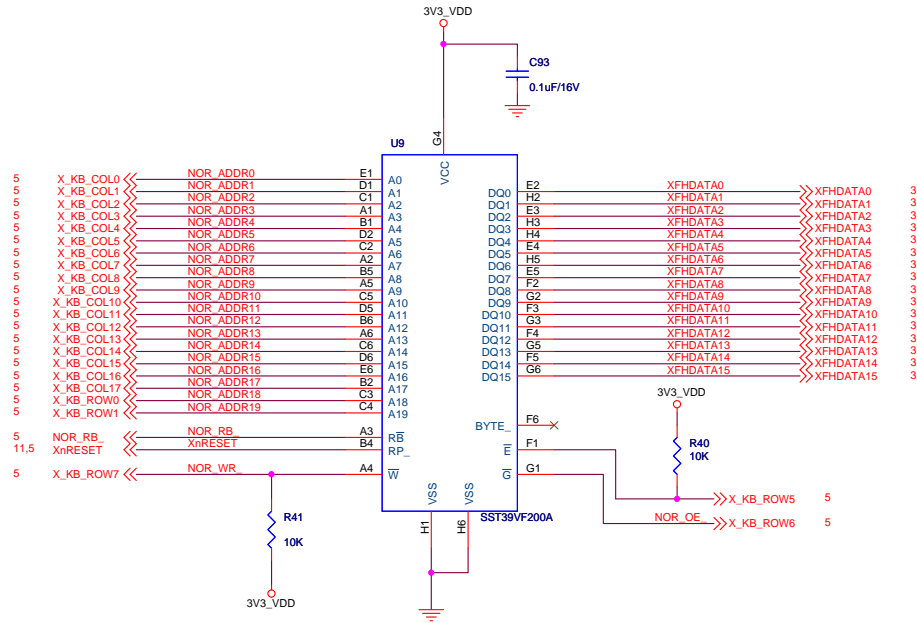 3V3_VDD
C93
0.1uF/16V
U9
G4
VCC
5 X_KB_COL0 NOR_ADDR0 E1 A0
5 X_KB_COL1 NOR_ADDR1 D1 A1
5 X_KB_COL2 NOR_ADDR2 C1 A2
5 X_KB_COL3 NOR_ADDR3 A1 A3
5 X_KB_COL4 NOR_ADDR4 B1 A4
5 X_KB_COL5 NOR_ADDR5 D2 A5
5 X_KB_COL6 NOR_ADDR6 C2 A6
5 X_KB_COL7 NOR_ADDR7 A2 A7
5 X_KB_COL8 NOR_ADDR8 B5 A8
5 X_KB_COL9 NOR_ADDR9 A5 A9
5 X_KB_COL10 NOR_ADDR10 C5 A10
5 X_KB_COL11 NOR_ADDR11 D5 A11
5 X_KB_COL12 NOR_ADDR12 B6 A12
5 X_KB_COL13 NOR_ADDR13 A6 A13
5 X_KB_COL14 NOR_ADDR14 C6 A14
5 X_KB_COL15 NOR_ADDR15 D6 A15
5 X_KB_COL16 NOR_ADDR16 E6 A16
5 X_KB_COL17 NOR_ADDR17 B2 A17
5 X_KB_ROW0 NOR_ADDR18 C3 A18
5 X_KB_ROW1 NOR_ADDR19 C4 A19
5 NOR_RB_ NOR_RB_ A3 RB
11,5 XnRESET XnRESET B4 RP_
5 X_KB_ROW7 NOR_WR_ A4 W
DQ0 E2 XFHDATA0 XFHDATA0 3
DQ1 H2 XFHDATA1 XFHDATA1 3
DQ2 E3 XFHDATA2 XFHDATA2 3
DQ3 H3 XFHDATA3 XFHDATA3 3
DQ4 H4 XFHDATA4 XFHDATA4 3
DQ5 E4 XFHDATA5 XFHDATA5 3
DQ6 H5 XFHDATA6 XFHDATA6 3
DQ7 E5 XFHDATA7 XFHDATA7 3
DQ8 F2 XFHDATA8 XFHDATA8 3
DQ9 G2 XFHDATA9 XFHDATA9 3
DQ10 F3 XFHDATA10 XFHDATA10 3
DQ11 G3 XFHDATA11 XFHDATA11 3
DQ12 F4 XFHDATA12 XFHDATA12 3
DQ13 G5 XFHDATA13 XFHDATA13 3
DQ14 F5 XFHDATA14 XFHDATA14 3
DQ15 G6 XFHDATA15 XFHDATA15 3
3V3_VDD
BYTE_ F6
R40
10K
E F1
G G1
X_KB_ROW5 5
NOR_OE_ X_KB_ROW6 5
VSS VSS
SST39VF200A
H1 H6
R41
10K
3V3_VDD